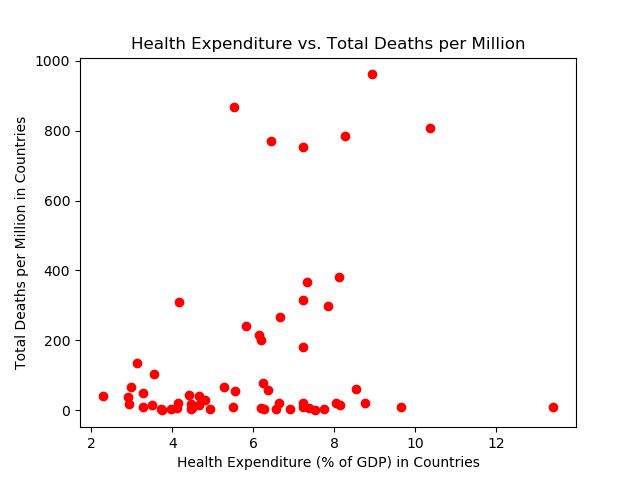 Health Expenditure vs. Total Deaths per Million
1000
800
600
400
200
0
Total Deaths per Million in Countries
2 4 6 8 10 12
Health Expenditure (% of GDP) in Countries